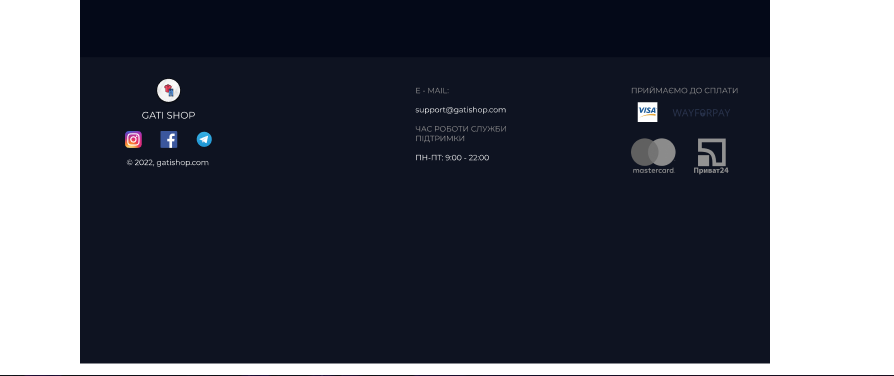 GATI SHOP
© 2022, gatishop.com
E - MAIL:
support@gatishop.com
ЧАС РОБОТИ СЛУЖБИ
ПІДТРИМКИ
ПН-ПТ: 9:00 - 22:00
ПРИЙМАЄМО ДО СПЛАТИ
VISA
WAYFORPAY
mastercard.
Приват24